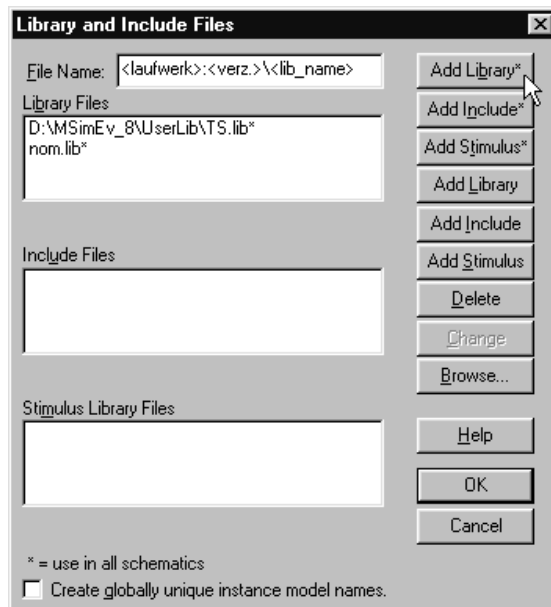 Library and Include Files
File Name: <laufwerk>:<verz.>\<lib_name>
Add Library*
Library Files
Add Include*
D:\MSimEv_8\UserLib\TS.lib*
nom.lib*
Add Stimulus*
Add Library
Add Include
Include Files
Add Stimulus
Delete
Change
Browse...
Stimulus Library Files
Help
OK
Cancel
* = use in all schematics
Create globally unique instance model names.